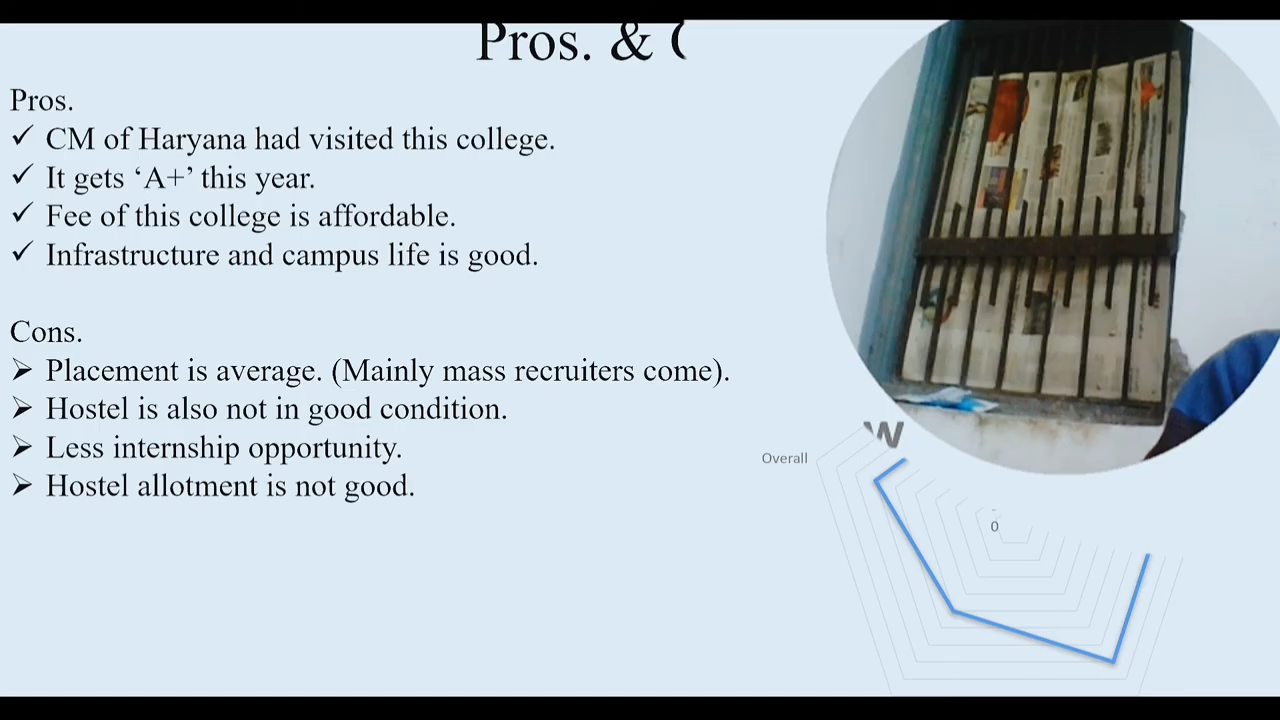 Pros. & (
Pros.
✓ CM of Haryana had visited this college.
✓ It gets ‘A+’ this year.
✓ Fee of this college is affordable.
✓ Infrastructure and campus life is good.
Cons.
➢ Placement is average. (Mainly mass recruiters come).
➢ Hostel is also not in good condition.
➢ Less internship opportunity.
➢ Hostel allotment is not good.
W
Overall
0